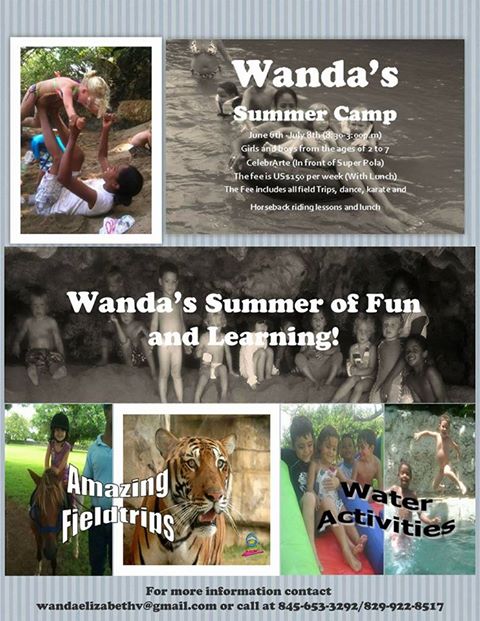 Wanda's
Summer Camp
June 6th -July 8th (8:30-3:00p.m)
Girls and boys from the ages of 2 to 7
CelebrArte (In front of Super Pola)
The fee is US$150 per week (With Lunch)
The Fee includes all field Trips, dance, karate and
Horseback riding lessons and lunch
Wanda's Summer of Fun
and Learning!
Amazing
Fieldtrips
Water
Activities
For more information contact
wandaelizabethv@gmail.com or call at 845-653-3292/829-922-8517